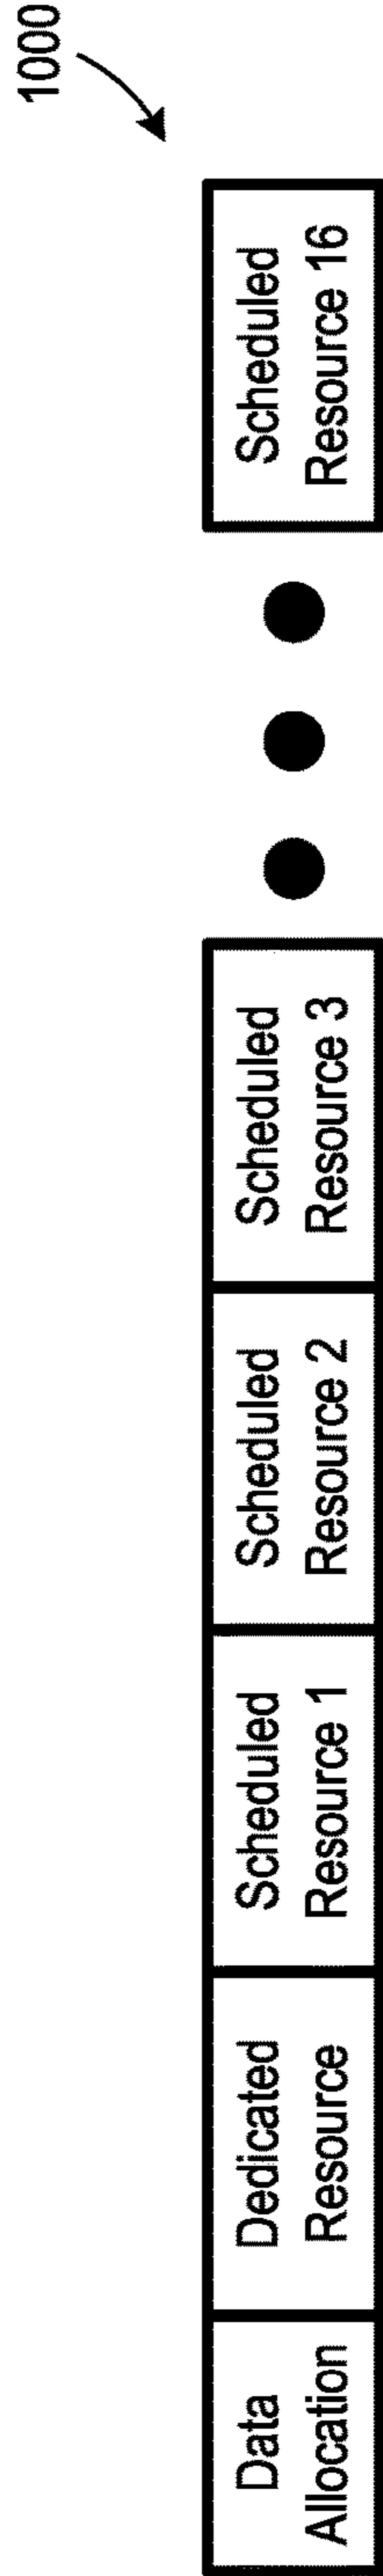 1000
Data
Allocation
Dedicated
Resource
Scheduled
Resource 1
Scheduled
Resource 2
Scheduled
Resource 3
Scheduled
Resource 16